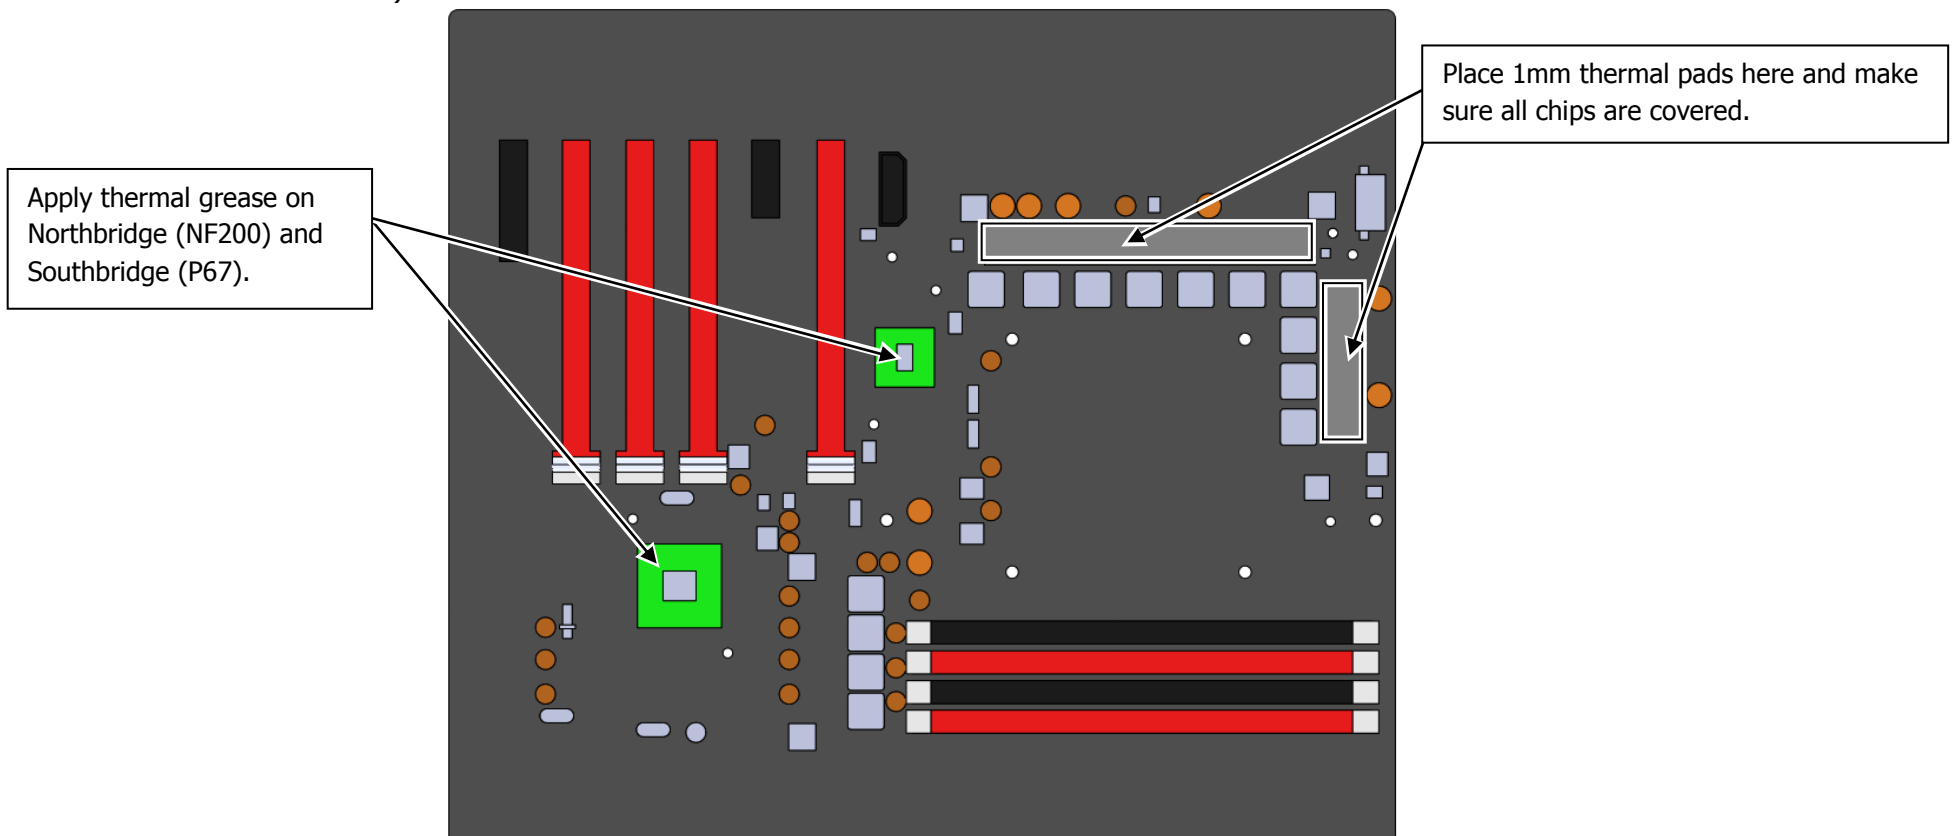 Place 1mm thermal pads here and make
sure all chips are covered.
Apply thermal grease on
Northbridge (NF200) and
Southbridge (P67).